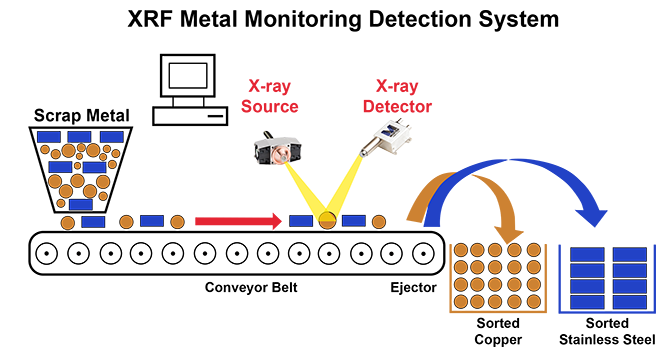 XRF Metal Monitoring Detection System
X-ray
Source
X-ray
Detector
Scrap Metal
Conveyor Belt
Ejector
Sorted
Copper
Sorted
Stainless Steel